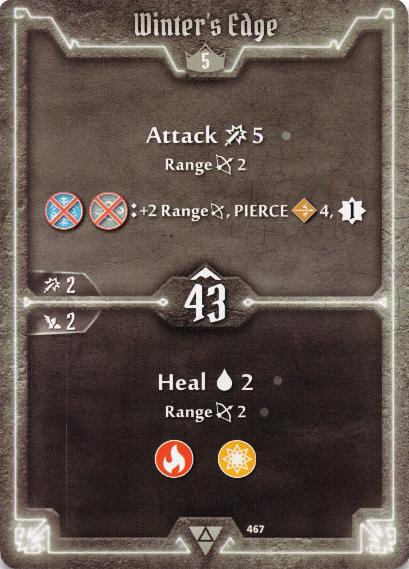 Winter's Edge
5
Attack 5
Range 2
: +2 Range, PIERCE 4, 1
2
43
2
Heal 2
Range 2
467